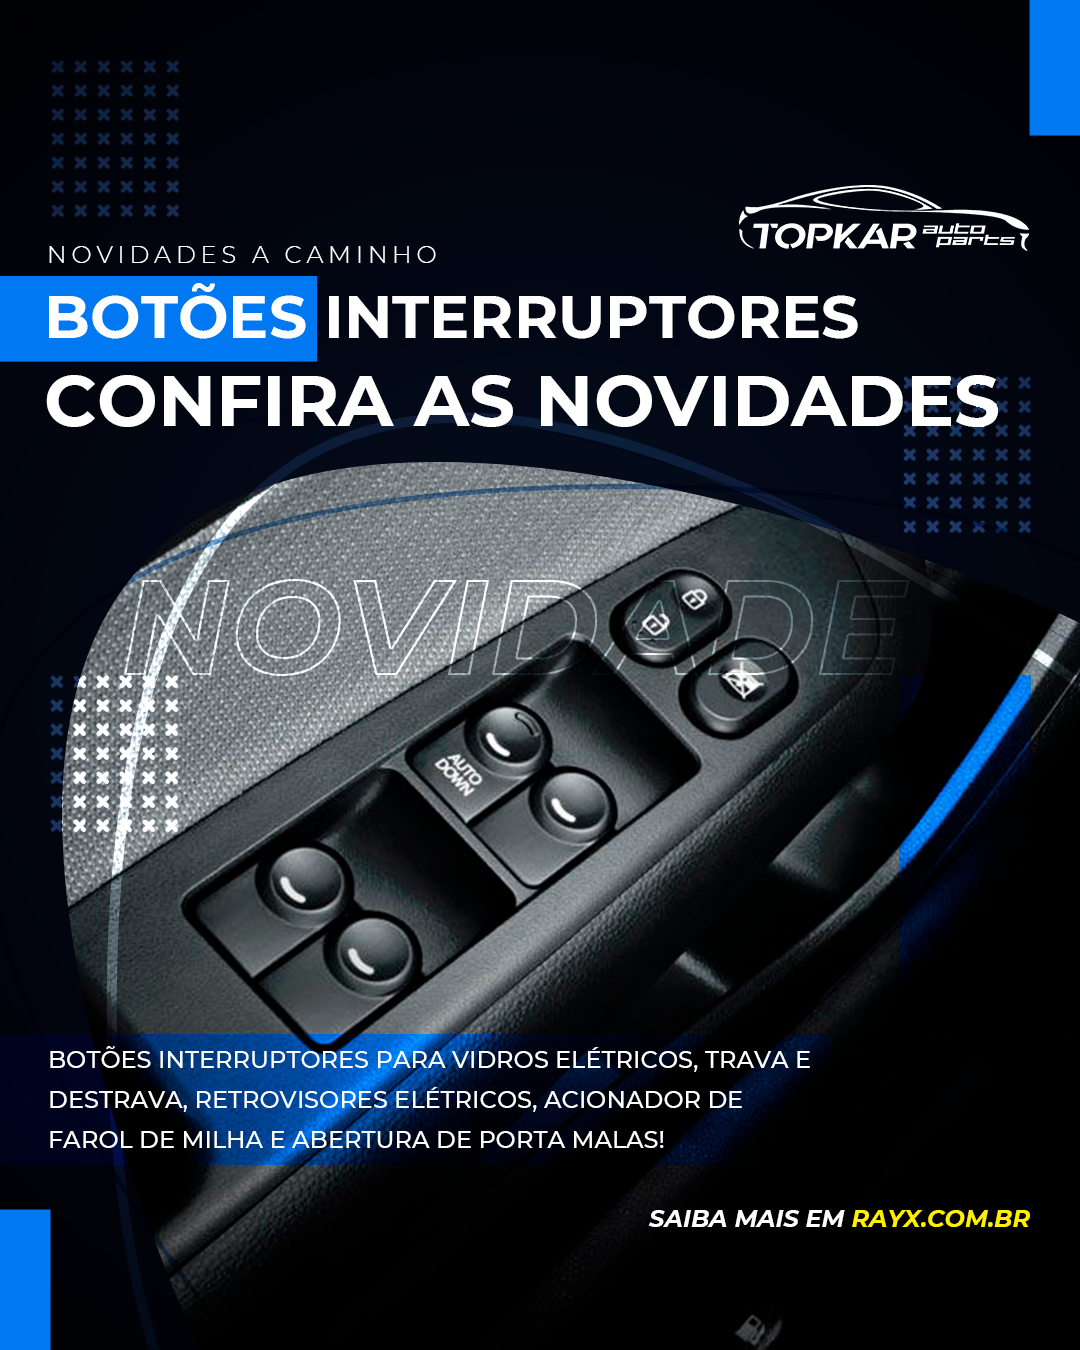 TOPKAR auto parts
NOVIDADES A CAMINHO
BOTÕES INTERRUPTORES
CONFIRA AS NOVIDADES
NOVIDADE
AUTO
DOWN
BOTÕES INTERRUPTORES PARA VIDROS ELÉTRICOS, TRAVA E
DESTRAVA, RETROVISORES ELÉTRICOS, ACIONADOR DE
FAROL DE MILHA E ABERTURA DE PORTA MALAS!
SAIBA MAIS EM RAYX.COM.BR